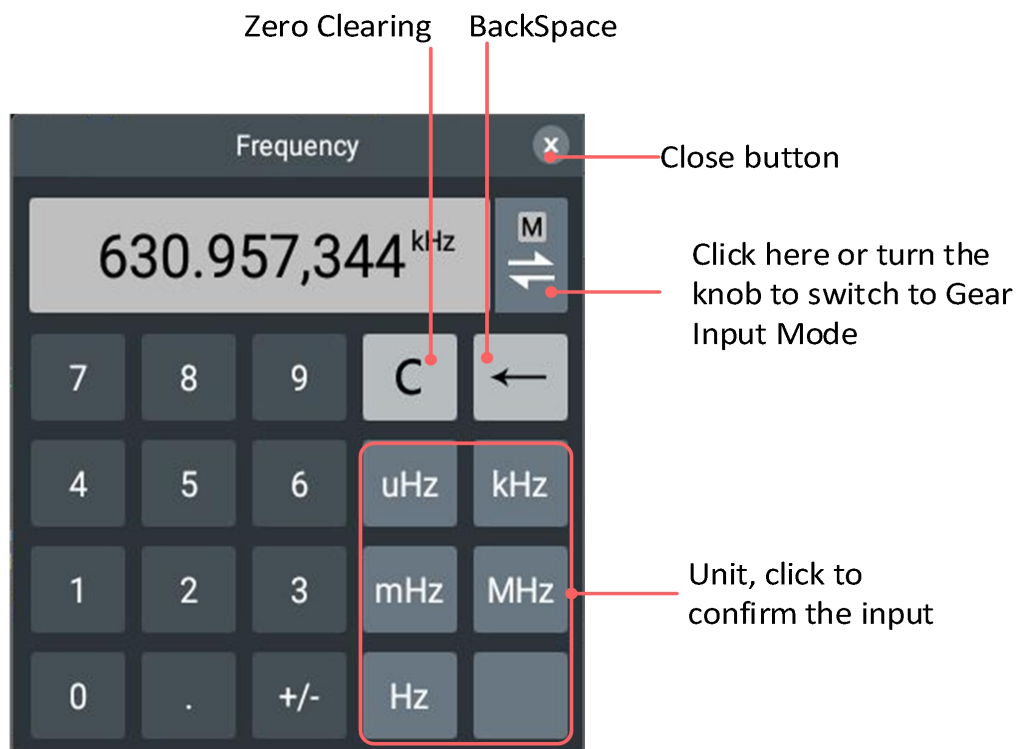 Zero Clearing BackSpace
Frequency x
Close button
630.957,344 kHz
M
Click here or turn the
knob to switch to Gear
Input Mode
7 8 9 C ←
4 5 6 uHz kHz
1 2 3 mHz MHz
Unit, click to
confirm the input
0 . +/- Hz